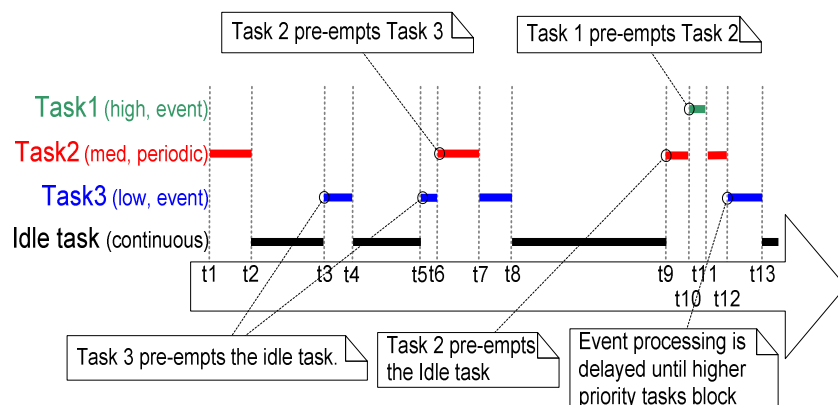 Task 2 pre-empts Task 3
Task 1 pre-empts Task 2
Task1 (high, event)
Task2 (med, periodic)
Task3 (low, event)
Idle task (continuous)
t1 t2 t3 t4 t5 t6 t7 t8 t9 t11 t13
t10 t12
Task 3 pre-empts the idle task.
Task 2 pre-empts
the Idle task
Event processing is
delayed until higher
priority tasks block